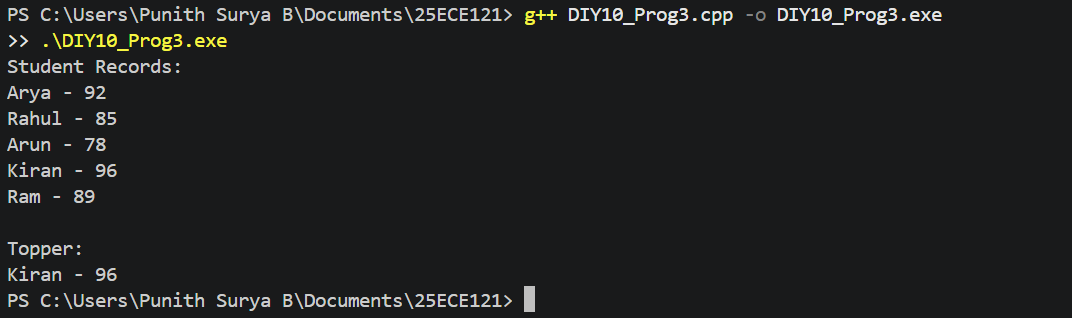 PS C:\Users\Punith Surya B\Documents\25ECE121> g++ DIY10_Prog3.cpp -o DIY10_Prog3.exe
>> .\DIY10_Prog3.exe
Student Records:
Arya - 92
Rahul - 85
Arun - 78
Kiran - 96
Ram - 89

Topper:
Kiran - 96
PS C:\Users\Punith Surya B\Documents\25ECE121>